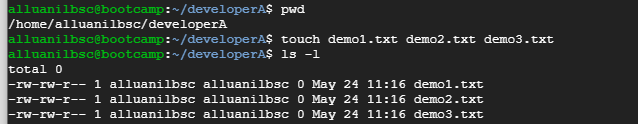 alluanilbsc@bootcamp:~/developerA$ pwd
/home/alluanilbsc/developerA
alluanilbsc@bootcamp:~/developerA$ touch demo1.txt demo2.txt demo3.txt
alluanilbsc@bootcamp:~/developerA$ ls -l
total 0
-rw-rw-r-- 1 alluanilbsc alluanilbsc 0 May 24 11:16 demo1.txt
-rw-rw-r-- 1 alluanilbsc alluanilbsc 0 May 24 11:16 demo2.txt
-rw-rw-r-- 1 alluanilbsc alluanilbsc 0 May 24 11:16 demo3.txt